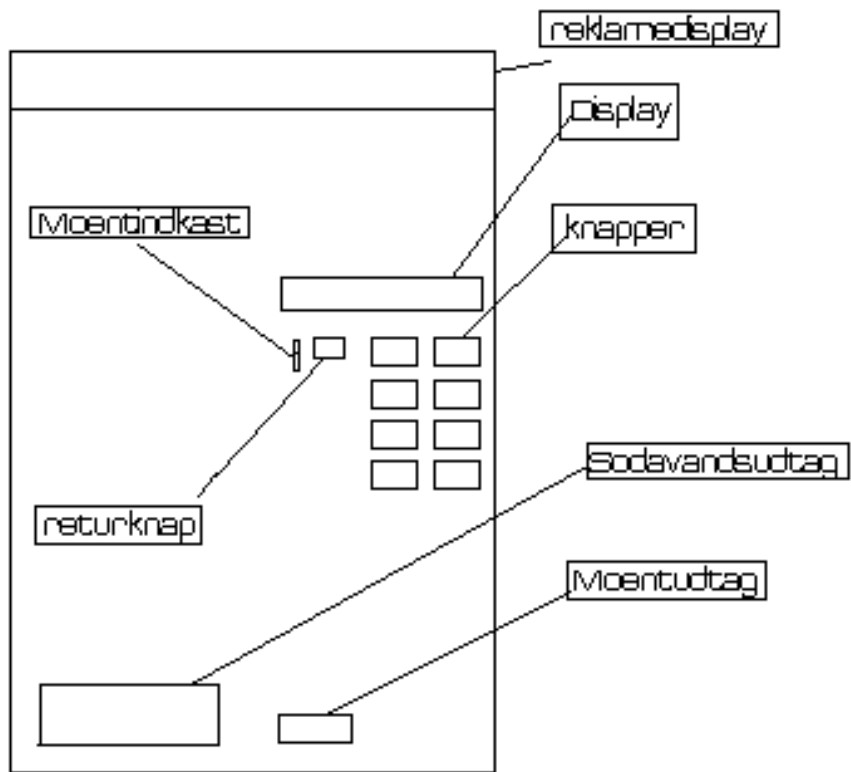 reklamedisplay
Display
Moentindkast
knapper
Sodavandsudtag
returknap
Moentudtag